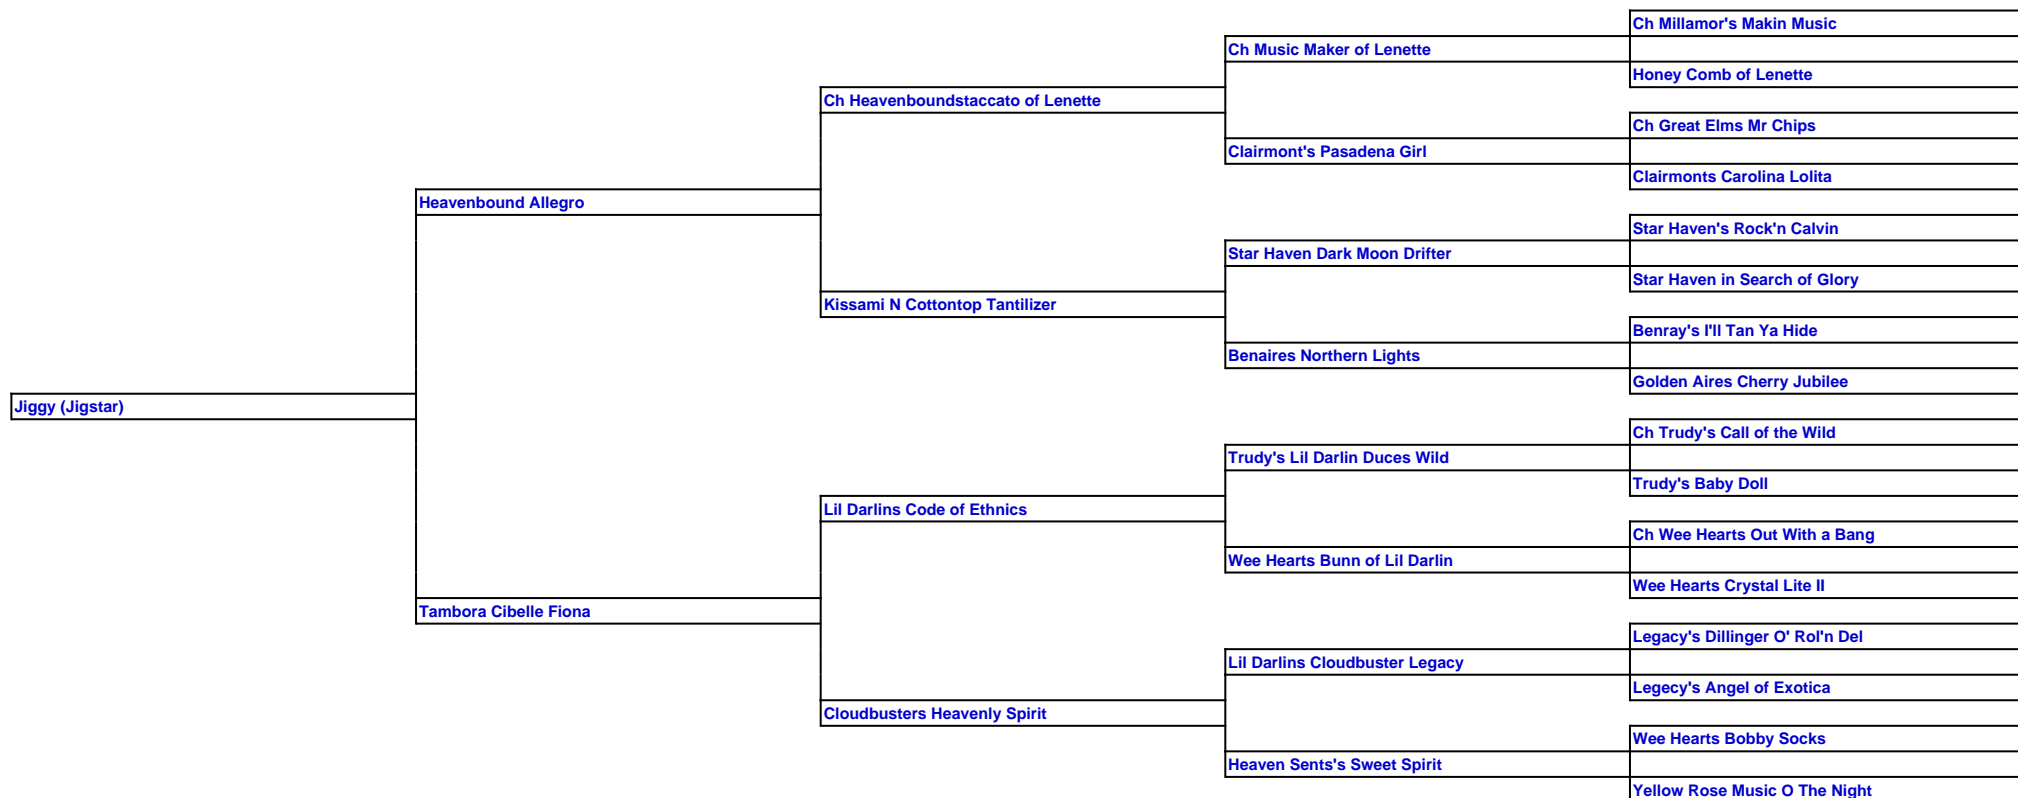 Ch Millamor's Makin Music
Ch Music Maker of Lenette
Honey Comb of Lenette
Ch Heavenboundstaccato of Lenette
Ch Great Elms Mr Chips
Clairmont's Pasadena Girl
Clairmonts Carolina Lolita
Heavenbound Allegro
Star Haven's Rock'n Calvin
Star Haven Dark Moon Drifter
Star Haven in Search of Glory
Kissami N Cottontop Tantilizer
Benray's I'll Tan Ya Hide
Benaires Northern Lights
Golden Aires Cherry Jubilee
Jiggy (Jigstar)
Ch Trudy's Call of the Wild
Trudy's Lil Darlin Duces Wild
Trudy's Baby Doll
Lil Darlins Code of Ethnics
Ch Wee Hearts Out With a Bang
Wee Hearts Bunn of Lil Darlin
Wee Hearts Crystal Lite II
Tambora Cibelle Fiona
Legacy's Dillinger O' Rol'n Del
Lil Darlins Cloudbuster Legacy
Legecy's Angel of Exotica
Cloudbusters Heavenly Spirit
Wee Hearts Bobby Socks
Heaven Sents's Sweet Spirit
Yellow Rose Music O The Night